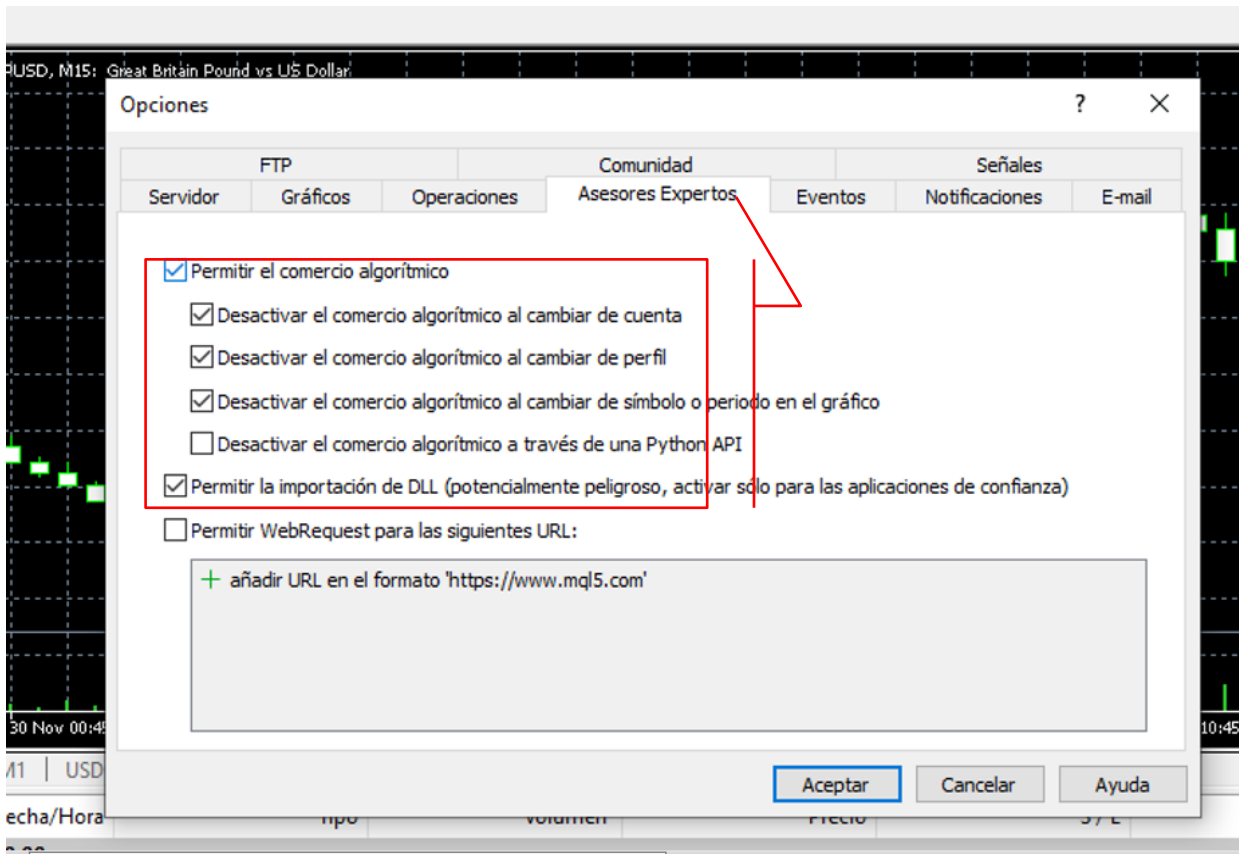 USD, M15: Great Britain Pound vs US Dollar
Opciones
?
FTP Comunidad Señales
Servidor Gráficos Operaciones Asesores Expertos Eventos Notificaciones E-mail
Permitir el comercio algorítmico
Desactivar el comercio algorítmico al cambiar de cuenta
Desactivar el comercio algorítmico al cambiar de perfil
Desactivar el comercio algorítmico al cambiar de símbolo o periodo en el gráfico
Desactivar el comercio algorítmico a través de una Python API
Permitir la importación de DLL (potencialmente peligroso, activar sólo para las aplicaciones de confianza)
Permitir WebRequest para las siguientes URL:
+ añadir URL en el formato 'https://www.mql5.com'
30 Nov 00:45 10:45
M1 | USD
Aceptar Cancelar Ayuda
echa/Hora Tipo Volumen Precio S / L